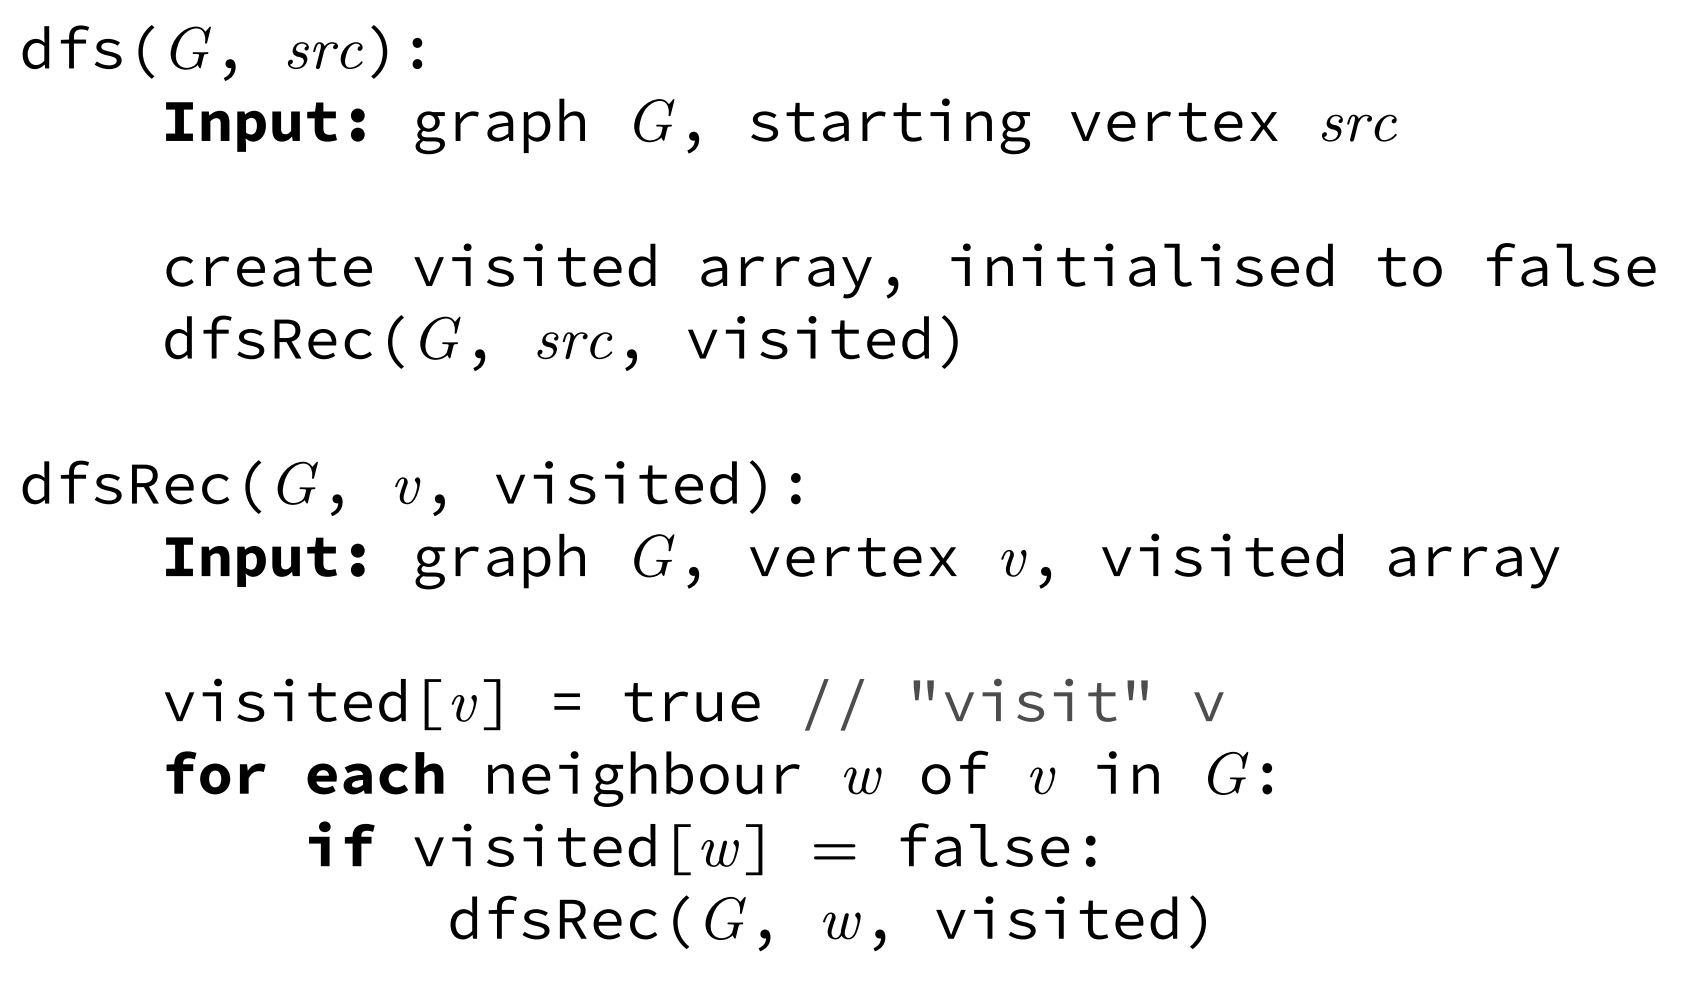 dfs(G, src):
Input: graph G, starting vertex src
create visited array, initialised to false
dfsRec(G, src, visited)
dfsRec(G, v, visited):
Input: graph G, vertex v, visited array
visited[v] = true // "visit" v
for each neighbour w of v in G:
if visited[w] = false:
dfsRec(G, w, visited)